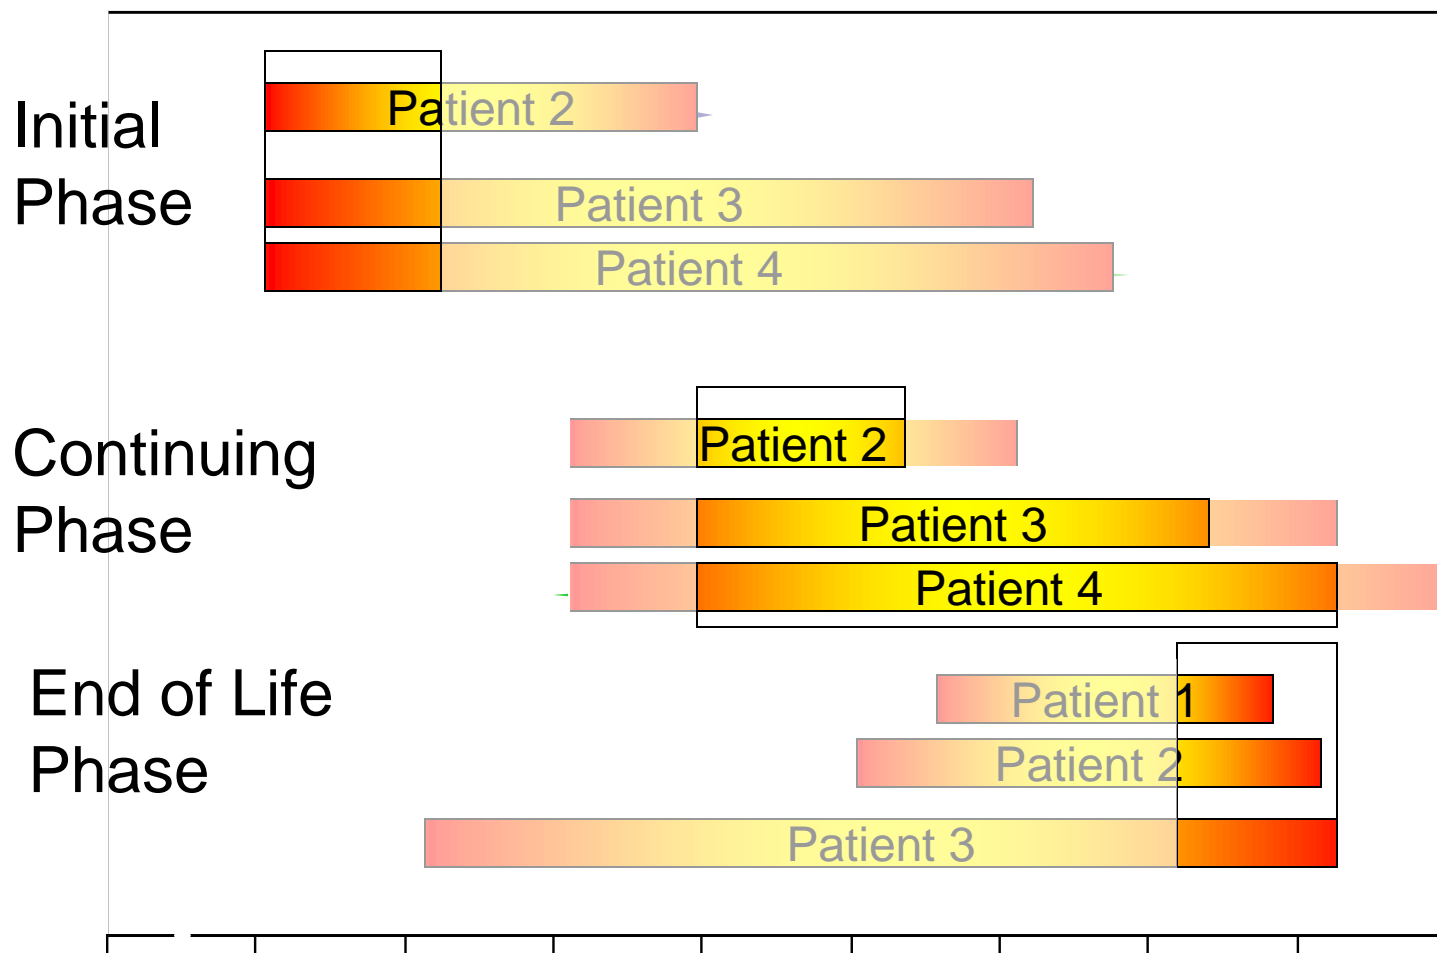 Initial
Phase
Patient 2
Patient 3
Patient 4
Continuing
Phase
Patient 2
Patient 3
Patient 4
End of Life
Phase
Patient 1
Patient 2
Patient 3